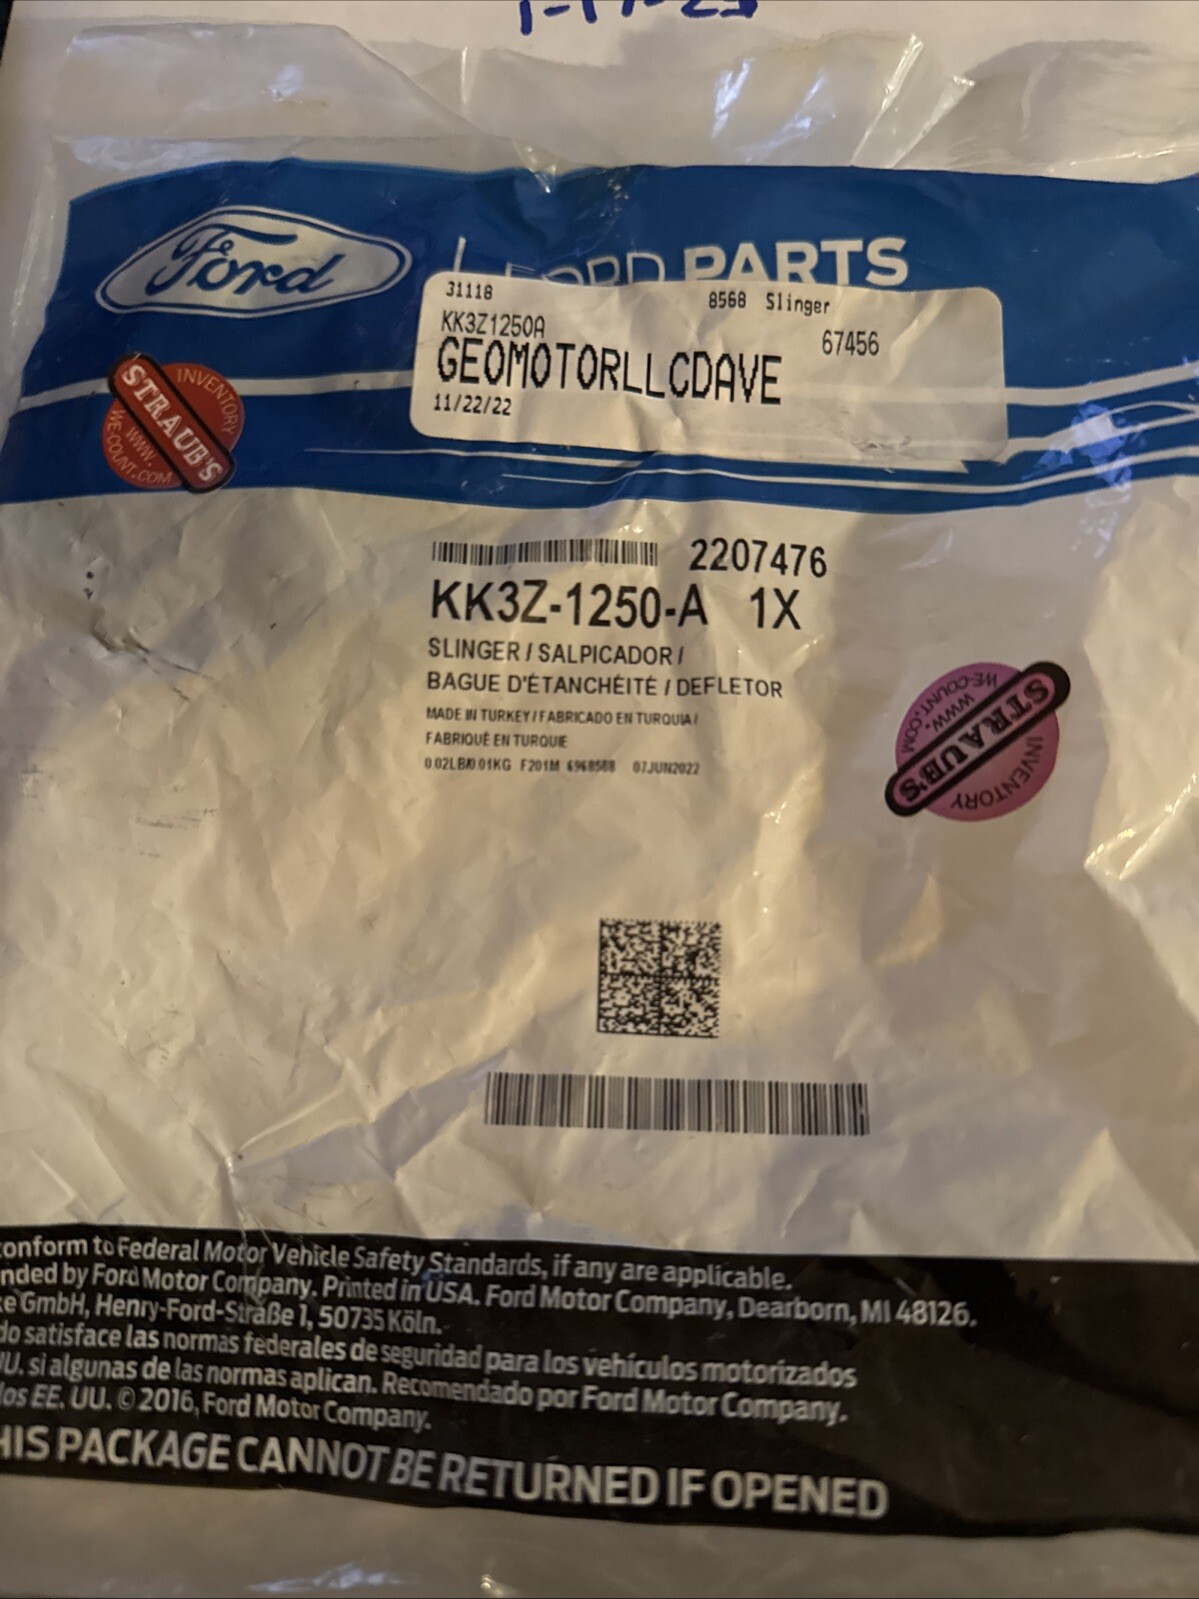 1-17-23
Ford
FORD PARTS
31118
8568 Slinger
KK3Z1250A
67456
GEOMOTORLLCDAVE
11/22/22
INVENTORY
STRAUB'S
WWW.
WE-COUNT.COM
2207476
KK3Z-1250-A 1X
SLINGER / SALPICADOR /
BAGUE D'ÉTANCHÉITÉ / DEFLETOR
MADE IN TURKEY / FABRICADO EN TURQUIA /
FABRIQUÉ EN TURQUIE
0.02LB/0.01KG F201M 6968588 07JUN2022
WE-COUNT.COM
WWW.
STRAUB'S
INVENTORY
conform to Federal Motor Vehicle Safety Standards, if any are applicable.
nded by Ford Motor Company. Printed in USA. Ford Motor Company, Dearborn, MI 48126.
ke GmbH, Henry-Ford-Straße 1, 50735 Köln.
do satisface las normas federales de seguridad para los vehículos motorizados
UU. si algunas de las normas aplican. Recomendado por Ford Motor Company.
los EE. UU. © 2016, Ford Motor Company.
HIS PACKAGE CANNOT BE RETURNED IF OPENED